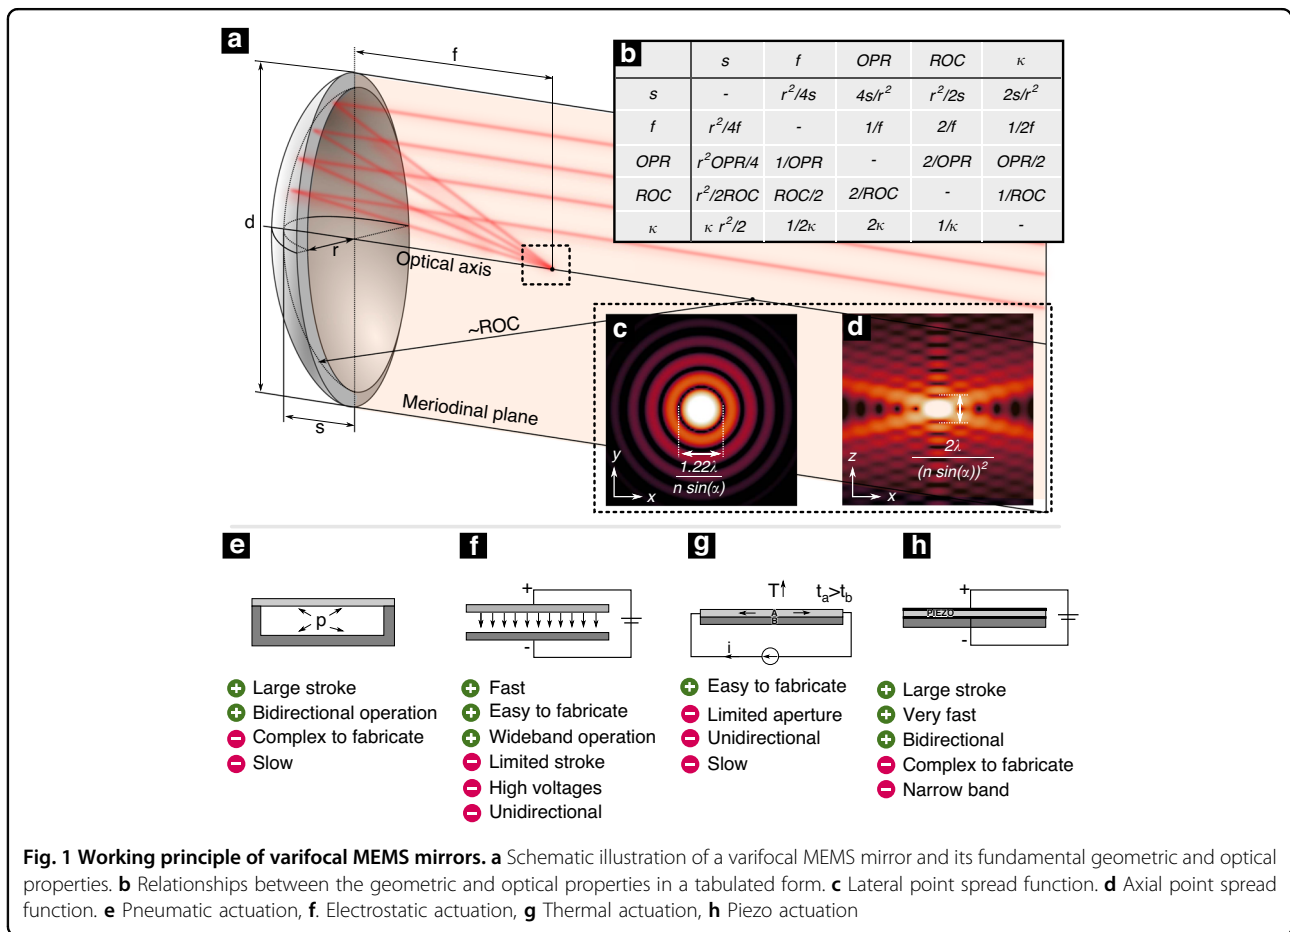 a
f
d
r
Optical axis
~ROC
Meriodinal plane
s
b
s f OPR ROC κ
s - r²/4s 4s/r² r²/2s 2s/r²
f r²/4f - 1/f 2/f 1/2f
OPR r²OPR/4 1/OPR - 2/OPR OPR/2
ROC r²/2ROC ROC/2 2/ROC - 1/ROC
κ κ r²/2 1/2κ 2κ 1/κ -
c
1.22λ
n sin(α)
y
x
d
2λ
(n sin(α))²
z
x
e
p
+ Large stroke
+ Bidirectional operation
- Complex to fabricate
- Slow
f
+
-
+ Fast
+ Easy to fabricate
+ Wideband operation
- Limited stroke
- High voltages
- Unidirectional
g
T↑ tₐ>t_b
A
B
i
+ Easy to fabricate
- Limited aperture
- Unidirectional
- Slow
h
+
PIEZO
-
+ Large stroke
+ Very fast
+ Bidirectional
- Complex to fabricate
- Narrow band
Fig. 1 Working principle of varifocal MEMS mirrors. a Schematic illustration of a varifocal MEMS mirror and its fundamental geometric and optical
properties. b Relationships between the geometric and optical properties in a tabulated form. c Lateral point spread function. d Axial point spread
function. e Pneumatic actuation, f. Electrostatic actuation, g Thermal actuation, h Piezo actuation